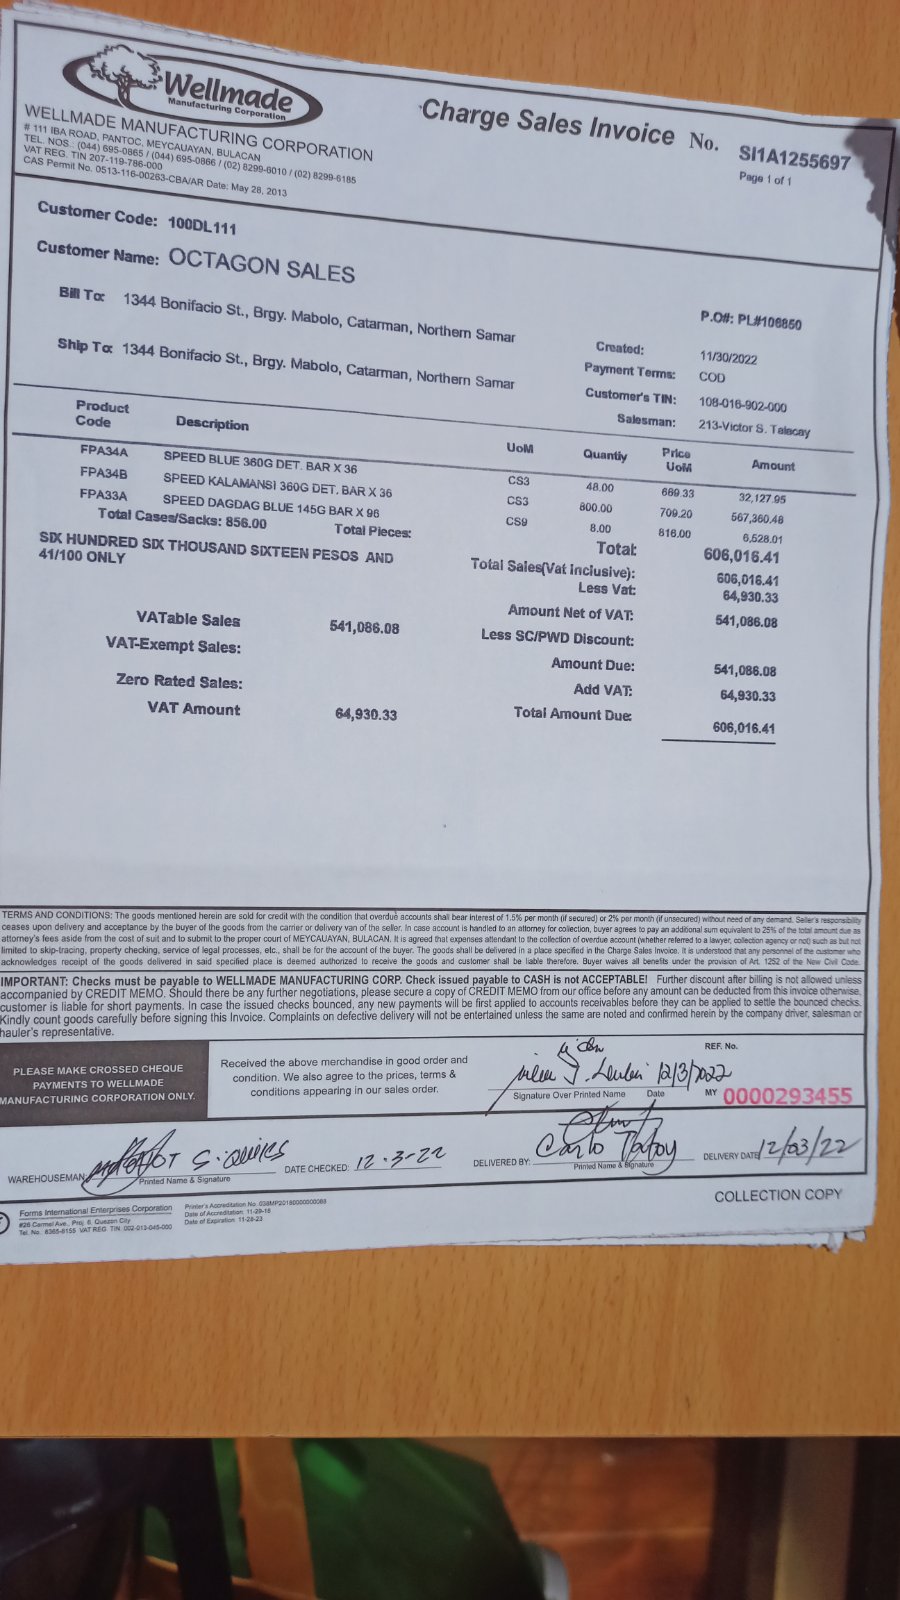 Wellmade
Manufacturing Corporation
WELLMADE MANUFACTURING CORPORATION
# 111 IBA ROAD, PANTOC, MEYCAUAYAN, BULACAN
TEL. NOS.: (044) 695-0865 / (044) 695-0866 / (02) 8299-6010 / (02) 8299-6185
VAT REG. TIN 207-119-786-000
CAS Permit No. 0513-116-00263-CBA/AR Date: May 28, 2013
Charge Sales Invoice No. SI1A1255697
Page 1 of 1
Customer Code: 100DL111
Customer Name: OCTAGON SALES
Bill To: 1344 Bonifacio St., Brgy. Mabolo, Catarman, Northern Samar
Ship To: 1344 Bonifacio St., Brgy. Mabolo, Catarman, Northern Samar
P.O#: PL#106850
Created: 11/30/2022
Payment Terms: COD
Customer's TIN: 108-016-902-000
Salesman: 213-Victor S. Talacay
Product Code Description UoM Quantiy Price UoM Amount
FPA34A SPEED BLUE 360G DET. BAR X 36 CS3 48.00 669.33 32,127.95
FPA34B SPEED KALAMANSI 360G DET. BAR X 36 CS3 800.00 709.20 567,360.48
FPA33A SPEED DAGDAG BLUE 145G BAR X 96 CS9 8.00 816.00 6,528.01
Total Cases/Sacks: 856.00 Total Pieces: Total: 606,016.41
SIX HUNDRED SIX THOUSAND SIXTEEN PESOS AND
41/100 ONLY
Total Sales(Vat Inclusive): 606,016.41
Less Vat: 64,930.33
Amount Net of VAT: 541,086.08
Less SC/PWD Discount:
Amount Due: 541,086.08
Add VAT: 64,930.33
Total Amount Due: 606,016.41
VATable Sales 541,086.08
VAT-Exempt Sales:
Zero Rated Sales:
VAT Amount 64,930.33
TERMS AND CONDITIONS: The goods mentioned herein are sold for credit with the condition that overdue accounts shall bear interest of 1.5% per month (if secured) or 2% per month (if unsecured) without need of any demand. Seller's responsibility
ceases upon delivery and acceptance by the buyer of the goods from the carrier or delivery van of the seller. In case account is handled to an attorney for collection, buyer agrees to pay an additional sum equivalent to 25% of the total amount due as
attorney's fees aside from the cost of suit and to submit to the proper court of MEYCAUAYAN, BULACAN. It is agreed that expenses attendant to the collection of overdue account (whether referred to a lawyer, collection agency or not) such as but not
limited to skip-tracing, property checking, service of legal processes, etc., shall be for the account of the buyer. The goods shall be delivered in a place specified in the Charge Sales Invoice. It is understood that any personnel of the customer who
acknowledges receipt of the goods delivered in said specified place is deemed authorized to receive the goods and customer shall be liable therefore. Buyer waives all benefits under the provision of Art. 1252 of the New Civil Code.
IMPORTANT: Checks must be payable to WELLMADE MANUFACTURING CORP. Check issued payable to CASH is not ACCEPTABLE! Further discount after billing is not allowed unless
accompanied by CREDIT MEMO. Should there be any further negotiations, please secure a copy of CREDIT MEMO from our office before any amount can be deducted from this invoice otherwise,
customer is liable for short payments. In case the issued checks bounced, any new payments will be first applied to accounts receivables before they can be applied to settle the bounced checks.
Kindly count goods carefully before signing this Invoice. Complaints on defective delivery will not be entertained unless the same are noted and confirmed herein by the company driver, salesman or
hauler's representative.
PLEASE MAKE CROSSED CHEQUE
PAYMENTS TO WELLMADE
MANUFACTURING CORPORATION ONLY.
Received the above merchandise in good order and
condition. We also agree to the prices, terms &
conditions appearing in our sales order.
12/3/2022
Signature Over Printed Name Date
REF. No.
MY 0000293455
WAREHOUSEMAN
Printed Name & Signature
DATE CHECKED: 12-3-22
DELIVERED BY: Carlo
Printed Name & Signature
DELIVERY DATE 12/03/22
Forms International Enterprises Corporation
#26 Carmel Ave., Proj. 6, Quezon City
Tel. No. 6365-8155 VAT REG. TIN: 002-013-045-000
Printer's Accreditation No. 038MP20180000000088
Date of Accreditation: 11-29-18
Date of Expiration: 11-28-23
COLLECTION COPY